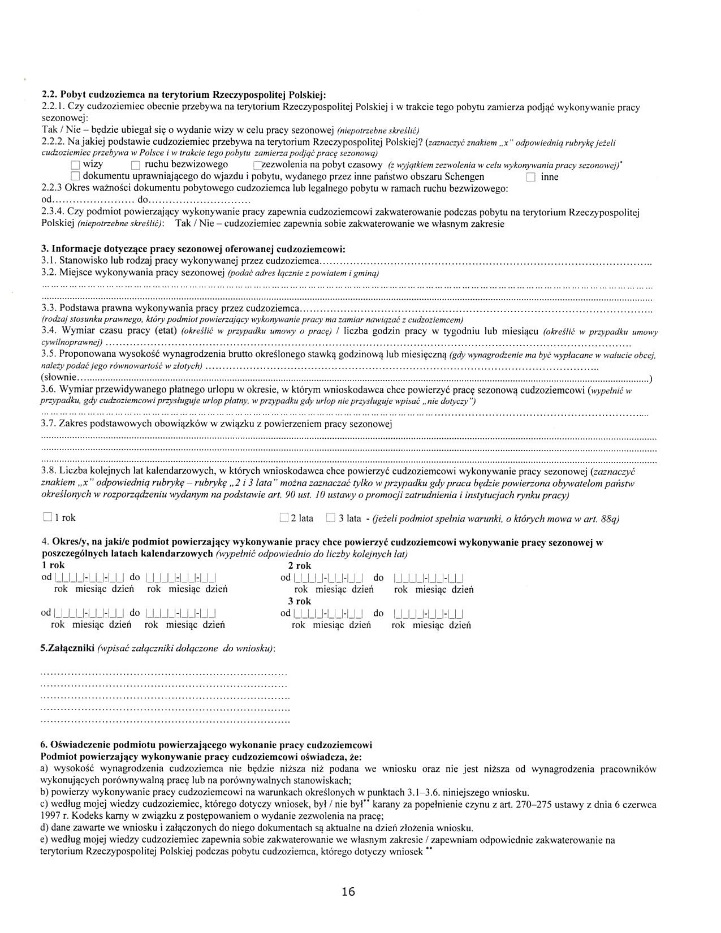 2.2. Pobyt cudzoziemca na terytorium Rzeczypospolitej Polskiej:
2.2.1. Czy cudzoziemiec obecnie przebywa na terytorium Rzeczypospolitej Polskiej i w trakcie tego pobytu zamierza podjąć wykonywanie pracy
sezonowej:
Tak / Nie – będzie ubiegał się o wydanie wizy w celu pracy sezonowej (niepotrzebne skreślić)
2.2.2. Na jakiej podstawie cudzoziemiec przebywa na terytorium Rzeczypospolitej Polskiej? (zaznaczyć znakiem „x” odpowiednią rubrykę jeżeli
cudzoziemiec przebywa w Polsce i w trakcie tego pobytu zamierza podjąć pracę sezonową)
☐ wizy ☐ ruchu bezwizowego ☐ zezwolenia na pobyt czasowy (z wyjątkiem zezwolenia w celu wykonywania pracy sezonowej)*
☐ dokumentu uprawniającego do wjazdu i pobytu, wydanego przez inne państwo obszaru Schengen ☐ inne
2.2.3 Okres ważności dokumentu pobytowego cudzoziemca lub legalnego pobytu w ramach ruchu bezwizowego:
od…………………… do…………………………
2.3.4. Czy podmiot powierzający wykonywanie pracy zapewnia cudzoziemcowi zakwaterowanie podczas pobytu na terytorium Rzeczypospolitej
Polskiej (niepotrzebne skreślić): Tak / Nie – cudzoziemiec zapewnia sobie zakwaterowanie we własnym zakresie
3. Informacje dotyczące pracy sezonowej oferowanej cudzoziemcowi:
3.1. Stanowisko lub rodzaj pracy wykonywanej przez cudzoziemca……………………………………………
3.2. Miejsce wykonywania pracy sezonowej (podać adres łącznie z powiatem i gminą)
……………………………………………………………………
……………………………………………………………………
3.3. Podstawa prawna wykonywania pracy przez cudzoziemca……………………………………………
(rodzaj stosunku prawnego, który podmiot powierzający wykonywanie pracy ma zamiar nawiązać z cudzoziemcem)
3.4. Wymiar czasu pracy (etat) (określić w przypadku umowy o pracę) / liczba godzin pracy w tygodniu lub miesiącu (określić w przypadku umowy
cywilnoprawnej) ……………………………………………
3.5. Proponowana wysokość wynagrodzenia brutto określonego stawką godzinową lub miesięczną (gdy wynagrodzenie ma być wypłacane w walucie obcej,
należy podać jego równowartość w złotych) ……………………………………………
(słownie……………………………………………)
3.6. Wymiar przewidywanego płatnego urlopu w okresie, w którym wnioskodawca chce powierzyć pracę sezonową cudzoziemcowi (wypełnić w
przypadku, gdy cudzoziemcowi przysługuje urlop płatny, w przypadku gdy urlop nie przysługuje wpisać „nie dotyczy”)
……………………………………………………………………
3.7. Zakres podstawowych obowiązków w związku z powierzeniem pracy sezonowej
……………………………………………………………………
……………………………………………………………………
……………………………………………………………………
3.8. Liczba kolejnych lat kalendarzowych, w których wnioskodawca chce powierzyć cudzoziemcowi wykonywanie pracy sezonowej (zaznaczyć
znakiem „x” odpowiednią rubrykę – rubrykę „2 i 3 lata” można zaznaczać tylko w przypadku gdy praca będzie powierzona obywatelom państw
określonych w rozporządzeniu wydanym na podstawie art. 90 ust. 10 ustawy o promocji zatrudnienia i instytucjach rynku pracy)
☐ 1 rok ☐ 2 lata ☐ 3 lata - (jeżeli podmiot spełnia warunki, o których mowa w art. 88q)
4. Okres/y, na jaki/e podmiot powierzający wykonywanie pracy chce powierzyć cudzoziemcowi wykonywanie pracy sezonowej w
poszczególnych latach kalendarzowych (wypełnić odpowiednio do liczby kolejnych lat)
1 rok 2 rok
od |_|_|_|_|-|_|_|-|_|_| do |_|_|_|_|-|_|_|-|_|_| od |_|_|_|_|-|_|_|-|_|_| do |_|_|_|_|-|_|_|-|_|_|
rok miesiąc dzień rok miesiąc dzień rok miesiąc dzień rok miesiąc dzień
3 rok
od |_|_|_|_|-|_|_|-|_|_| do |_|_|_|_|-|_|_|-|_|_| od |_|_|_|_|-|_|_|-|_|_| do |_|_|_|_|-|_|_|-|_|_|
rok miesiąc dzień rok miesiąc dzień rok miesiąc dzień rok miesiąc dzień
5.Załączniki (wpisać załączniki dołączone do wniosku):
……………………………………
……………………………………
……………………………………
……………………………………
……………………………………
6. Oświadczenie podmiotu powierzającego wykonanie pracy cudzoziemcowi
Podmiot powierzający wykonywanie pracy cudzoziemcowi oświadcza, że:
a) wysokość wynagrodzenia cudzoziemca nie będzie niższa niż podana we wniosku oraz nie jest niższa od wynagrodzenia pracowników
wykonujących porównywalną pracę lub na porównywalnych stanowiskach;
b) powierzy wykonywanie pracy cudzoziemcowi na warunkach określonych w punktach 3.1–3.6. niniejszego wniosku.
c) według mojej wiedzy cudzoziemiec, którego dotyczy wniosek, był / nie był** karany za popełnienie czynu z art. 270–275 ustawy z dnia 6 czerwca
1997 r. Kodeks karny w związku z postępowaniem o wydanie zezwolenia na pracę;
d) dane zawarte we wniosku i załączonych do niego dokumentach są aktualne na dzień złożenia wniosku.
e) według mojej wiedzy cudzoziemiec zapewnia sobie zakwaterowanie we własnym zakresie / zapewniam odpowiednie zakwaterowanie na
terytorium Rzeczypospolitej Polskiej podczas pobytu cudzoziemca, którego dotyczy wniosek **
16